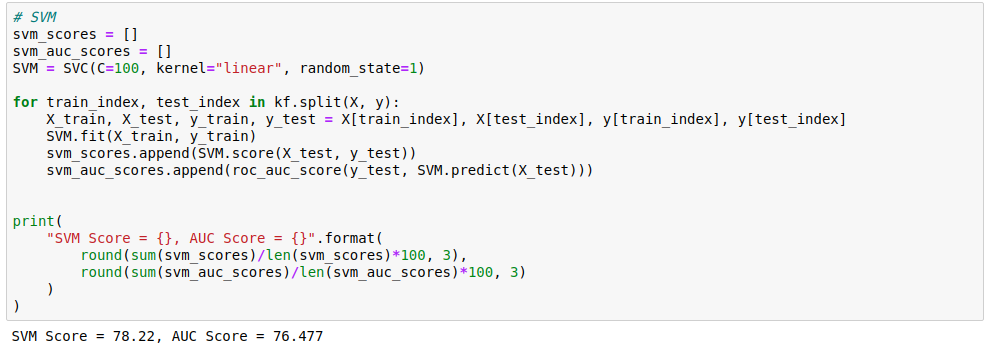 # SVM
svm_scores = []
svm_auc_scores = []
SVM = SVC(C=100, kernel="linear", random_state=1)
for train_index, test_index in kf.split(X, y):
    X_train, X_test, y_train, y_test = X[train_index], X[test_index], y[train_index], y[test_index]
    SVM.fit(X_train, y_train)
    svm_scores.append(SVM.score(X_test, y_test))
    svm_auc_scores.append(roc_auc_score(y_test, SVM.predict(X_test)))
print(
    "SVM Score = {}, AUC Score = {}".format(
        round(sum(svm_scores)/len(svm_scores)*100, 3),
        round(sum(svm_auc_scores)/len(svm_auc_scores)*100, 3)
    )
)
SVM Score = 78.22, AUC Score = 76.477